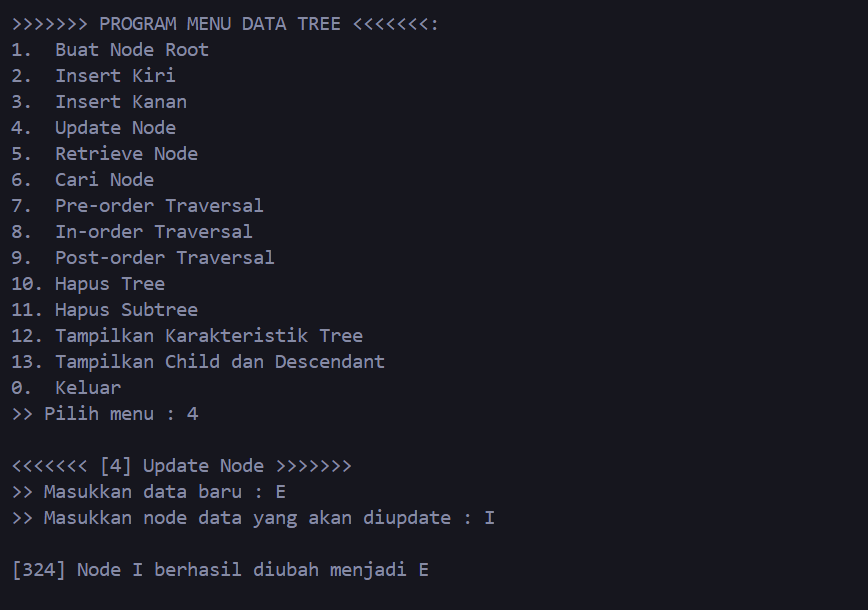 >>>>>>> PROGRAM MENU DATA TREE <<<<<<<:
1.  Buat Node Root
2.  Insert Kiri
3.  Insert Kanan
4.  Update Node
5.  Retrieve Node
6.  Cari Node
7.  Pre-order Traversal
8.  In-order Traversal
9.  Post-order Traversal
10. Hapus Tree
11. Hapus Subtree
12. Tampilkan Karakteristik Tree
13. Tampilkan Child dan Descendant
0.  Keluar
>> Pilih menu : 4
<<<<<<< [4] Update Node >>>>>>>
>> Masukkan data baru : E
>> Masukkan node data yang akan diupdate : I
[324] Node I berhasil diubah menjadi E